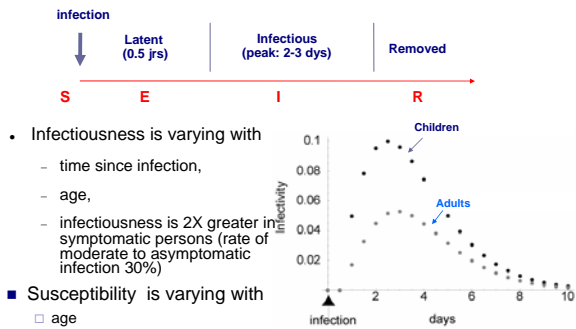 infection
Latent
(0.5 jrs)
Infectious
(peak: 2-3 dys)
Removed
S E I R
• Infectiousness is varying with
– time since infection,
– age,
– infectiousness is 2X greater in
symptomatic persons (rate of
moderate to asymptomatic
infection 30%)
■ Susceptibility is varying with
□ age
Children
Adults
Infectivity
0.1
0.08
0.06
0.04
0.02
2 4 6 8 10
infection
days